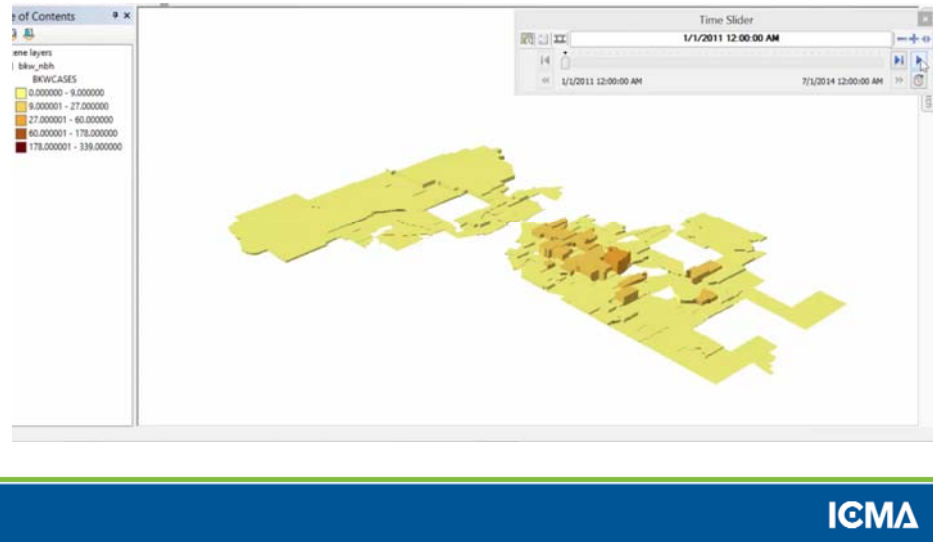 e of Contents
ene layers
bkw_nbh
BKWCASES
0.000000 - 9.000000
9.000001 - 27.000000
27.000001 - 60.000000
60.000001 - 178.000000
178.000001 - 339.000000
Time Slider
1/1/2011 12:00:00 AM
1/1/2011 12:00:00 AM
7/1/2014 12:00:00 AM
ICMA